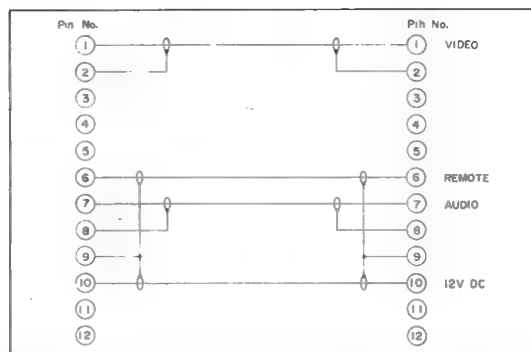 Pin No. Pih No.
1 1 VIDEO
2 2
3 3
4 4
5 5
6 6 REMOTE
7 7 AUDIO
8 8
9 9
10 10 12V DC
11 11
12 12